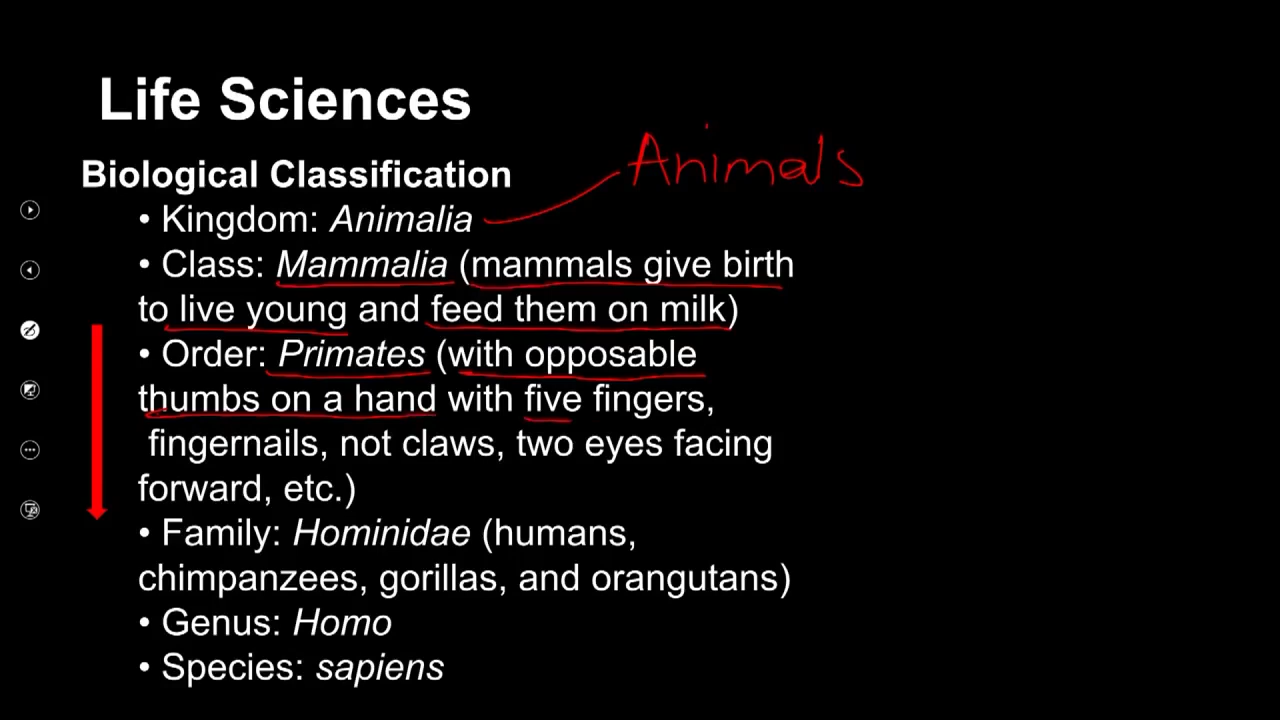 Life Sciences
Animals
Biological Classification
• Kingdom: Animalia
• Class: Mammalia (mammals give birth
to live young and feed them on milk)
• Order: Primates (with opposable
thumbs on a hand with five fingers,
fingernails, not claws, two eyes facing
forward, etc.)
• Family: Hominidae (humans,
chimpanzees, gorillas, and orangutans)
• Genus: Homo
• Species: sapiens